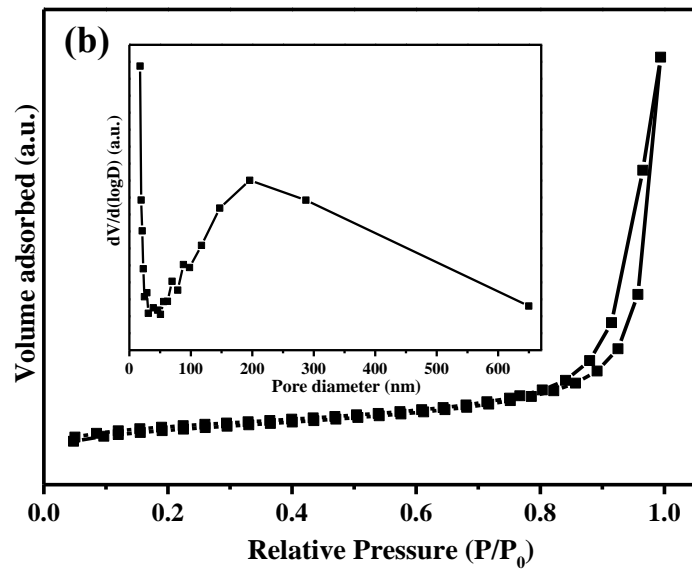 (b)
Volume adsorbed (a.u.)
dV/d(logD) (a.u.)
0 100 200 300 400 500 600
Pore diameter (nm)
0.0 0.2 0.4 0.6 0.8 1.0
Relative Pressure (P/P₀)